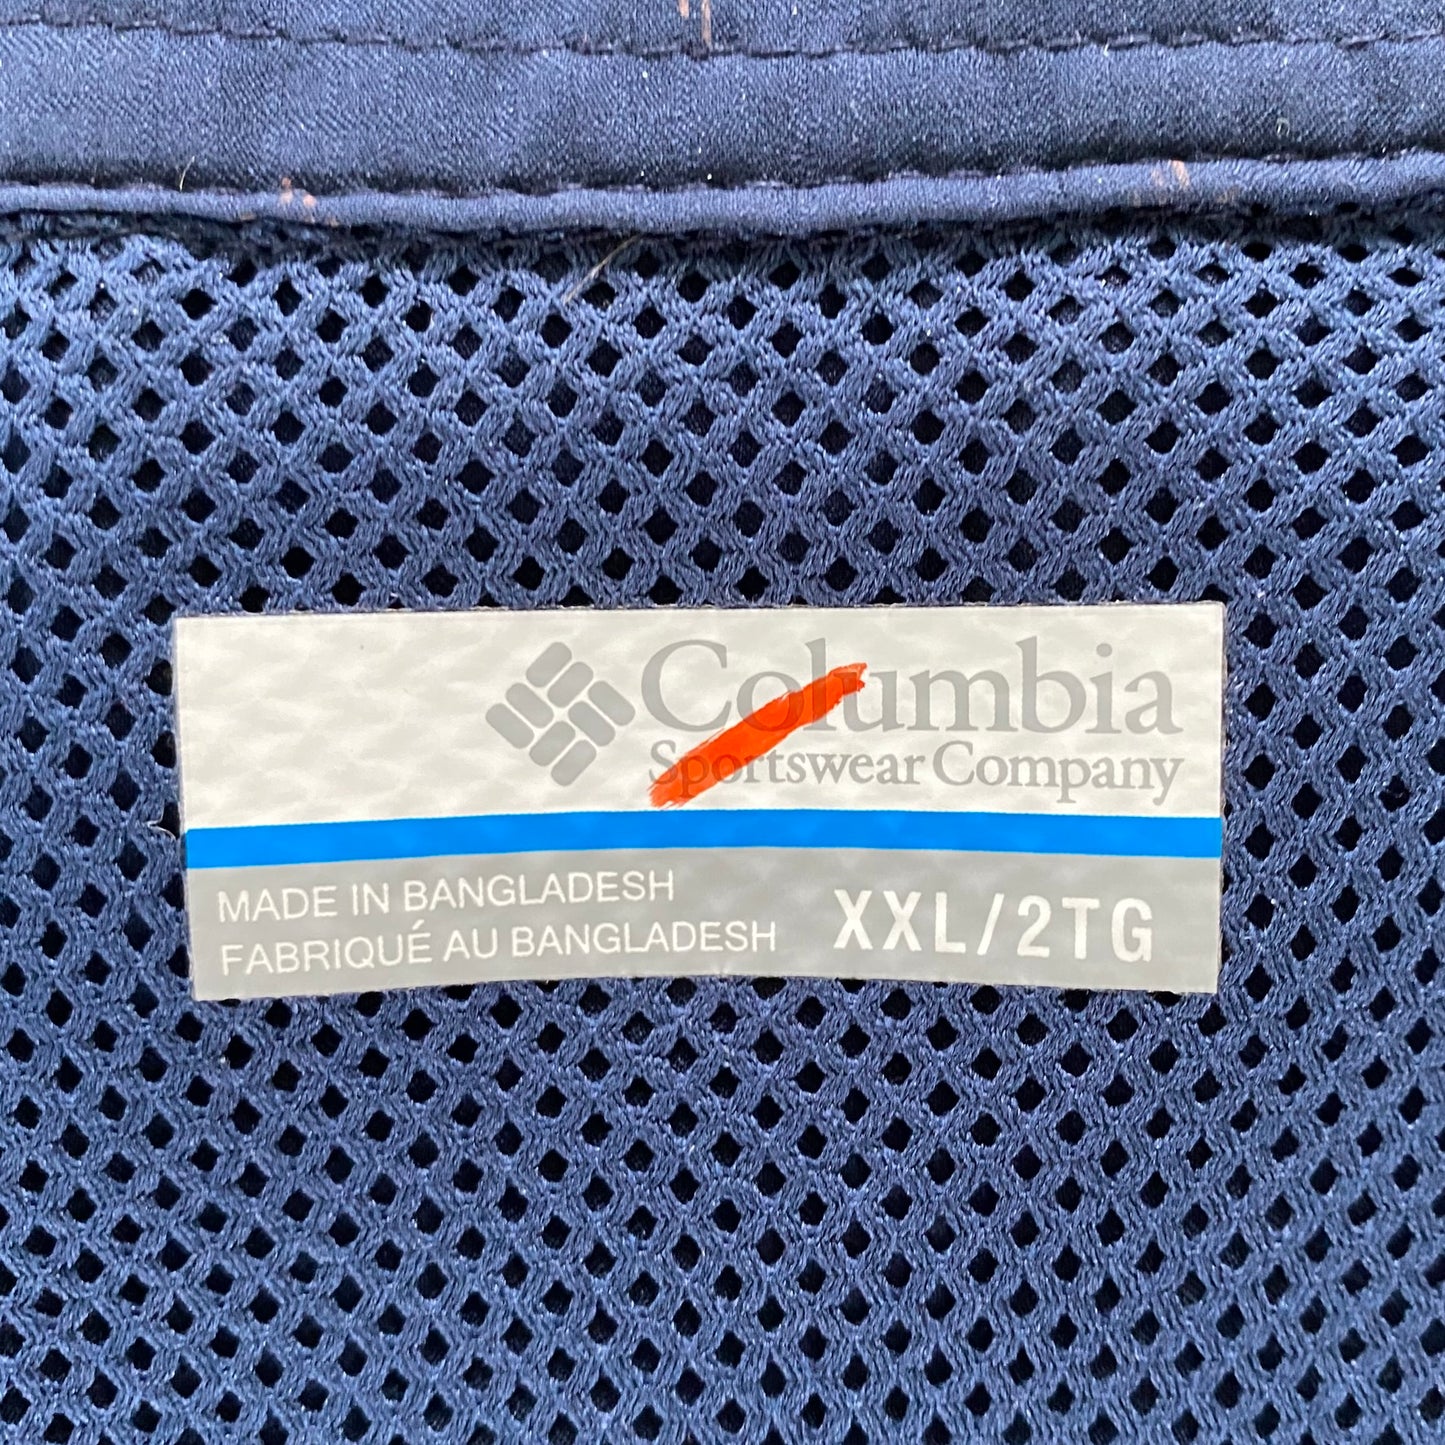 Columbia
Sportswear Company
MADE IN BANGLADESH
FABRIQUÉ AU BANGLADESH
XXL/2TG